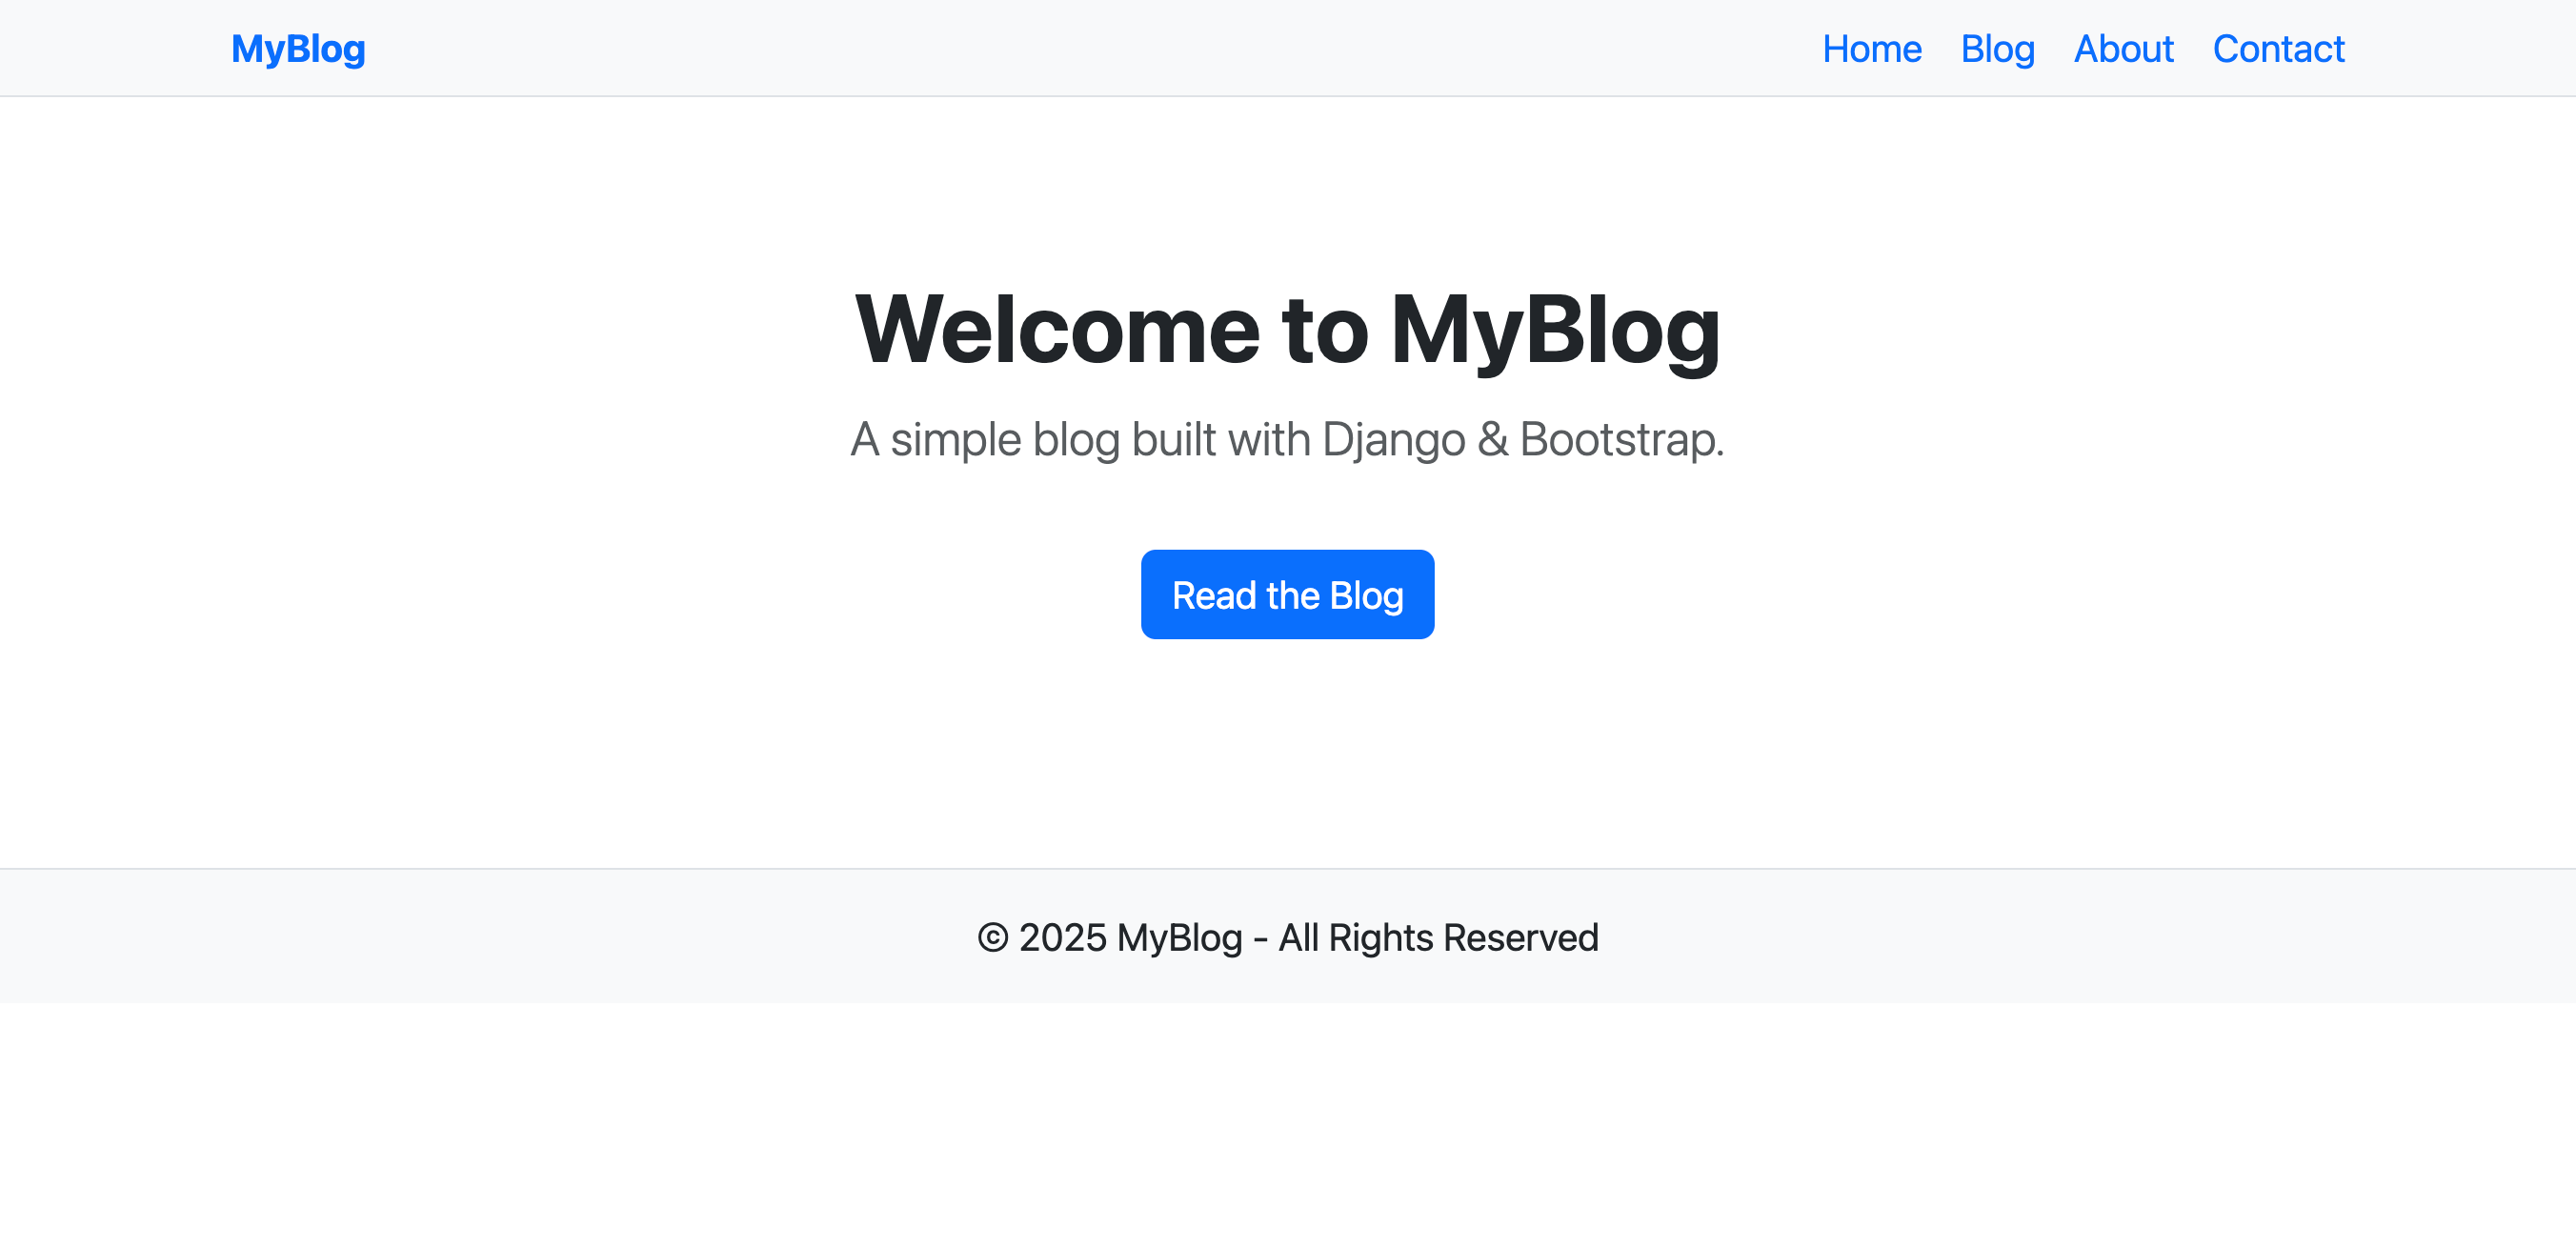 MyBlog
Home Blog About Contact
Welcome to MyBlog
A simple blog built with Django & Bootstrap.
Read the Blog
© 2025 MyBlog - All Rights Reserved